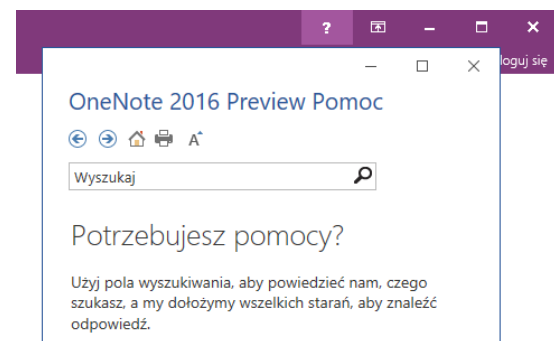 ?
loguj się
OneNote 2016 Preview Pomoc
A
Wyszukaj
Potrzebujesz pomocy?
Użyj pola wyszukiwania, aby powiedzieć nam, czego
szukasz, a my dołożymy wszelkich starań, aby znaleźć
odpowiedź.